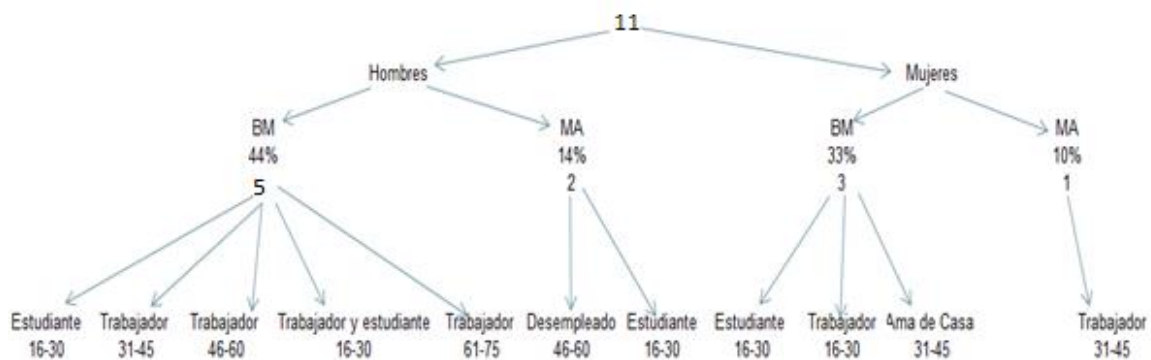 11
Hombres Mujeres
BM MA BM MA
44% 14% 33% 10%
5 2 3 1
Estudiante Trabajador Trabajador Trabajador y estudiante Trabajador Desempleado Estudiante Estudiante Trabajador Ama de Casa Trabajador
16-30 31-45 46-60 16-30 61-75 46-60 16-30 16-30 16-30 31-45 31-45